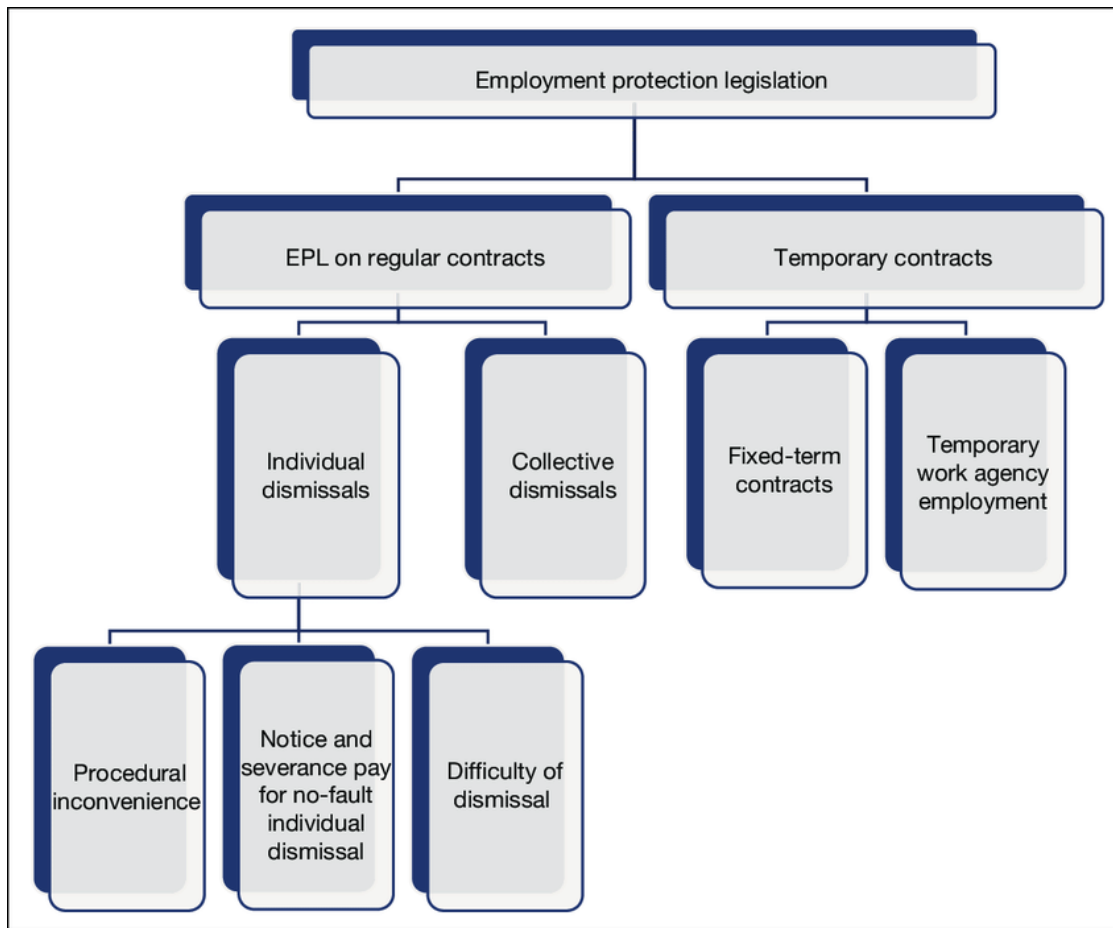 Employment protection legislation
EPL on regular contracts
Temporary contracts
Individual
dismissals
Collective
dismissals
Fixed-term
contracts
Temporary
work agency
employment
Procedural
inconvenience
Notice and
severance pay
for no-fault
individual
dismissal
Difficulty of
dismissal